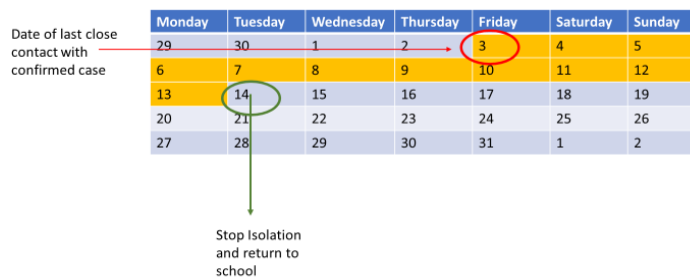 Monday Tuesday Wednesday Thursday Friday Saturday Sunday
Date of last close
contact with
confirmed case
29 30 1 2 3 4 5
6 7 8 9 10 11 12
13 14 15 16 17 18 19
20 21 22 23 24 25 26
27 28 29 30 31 1 2
Stop Isolation
and return to
school